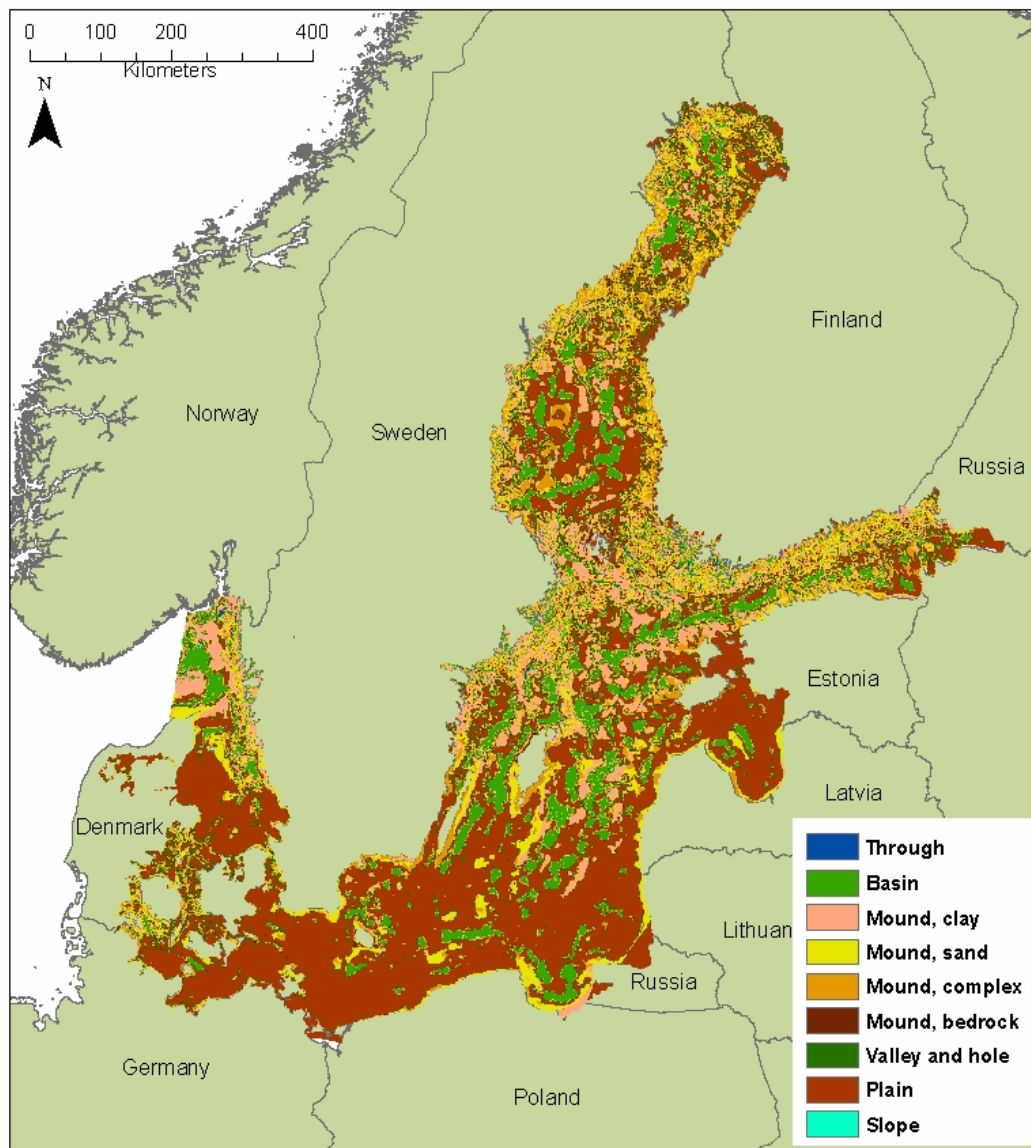 0 100 200 400
Kilometers
N
Finland
Norway
Sweden
Russia
Estonia
Latvia
Denmark
Lithuan
Russia
Germany
Poland
Through
Basin
Mound, clay
Mound, sand
Mound, complex
Mound, bedrock
Valley and hole
Plain
Slope